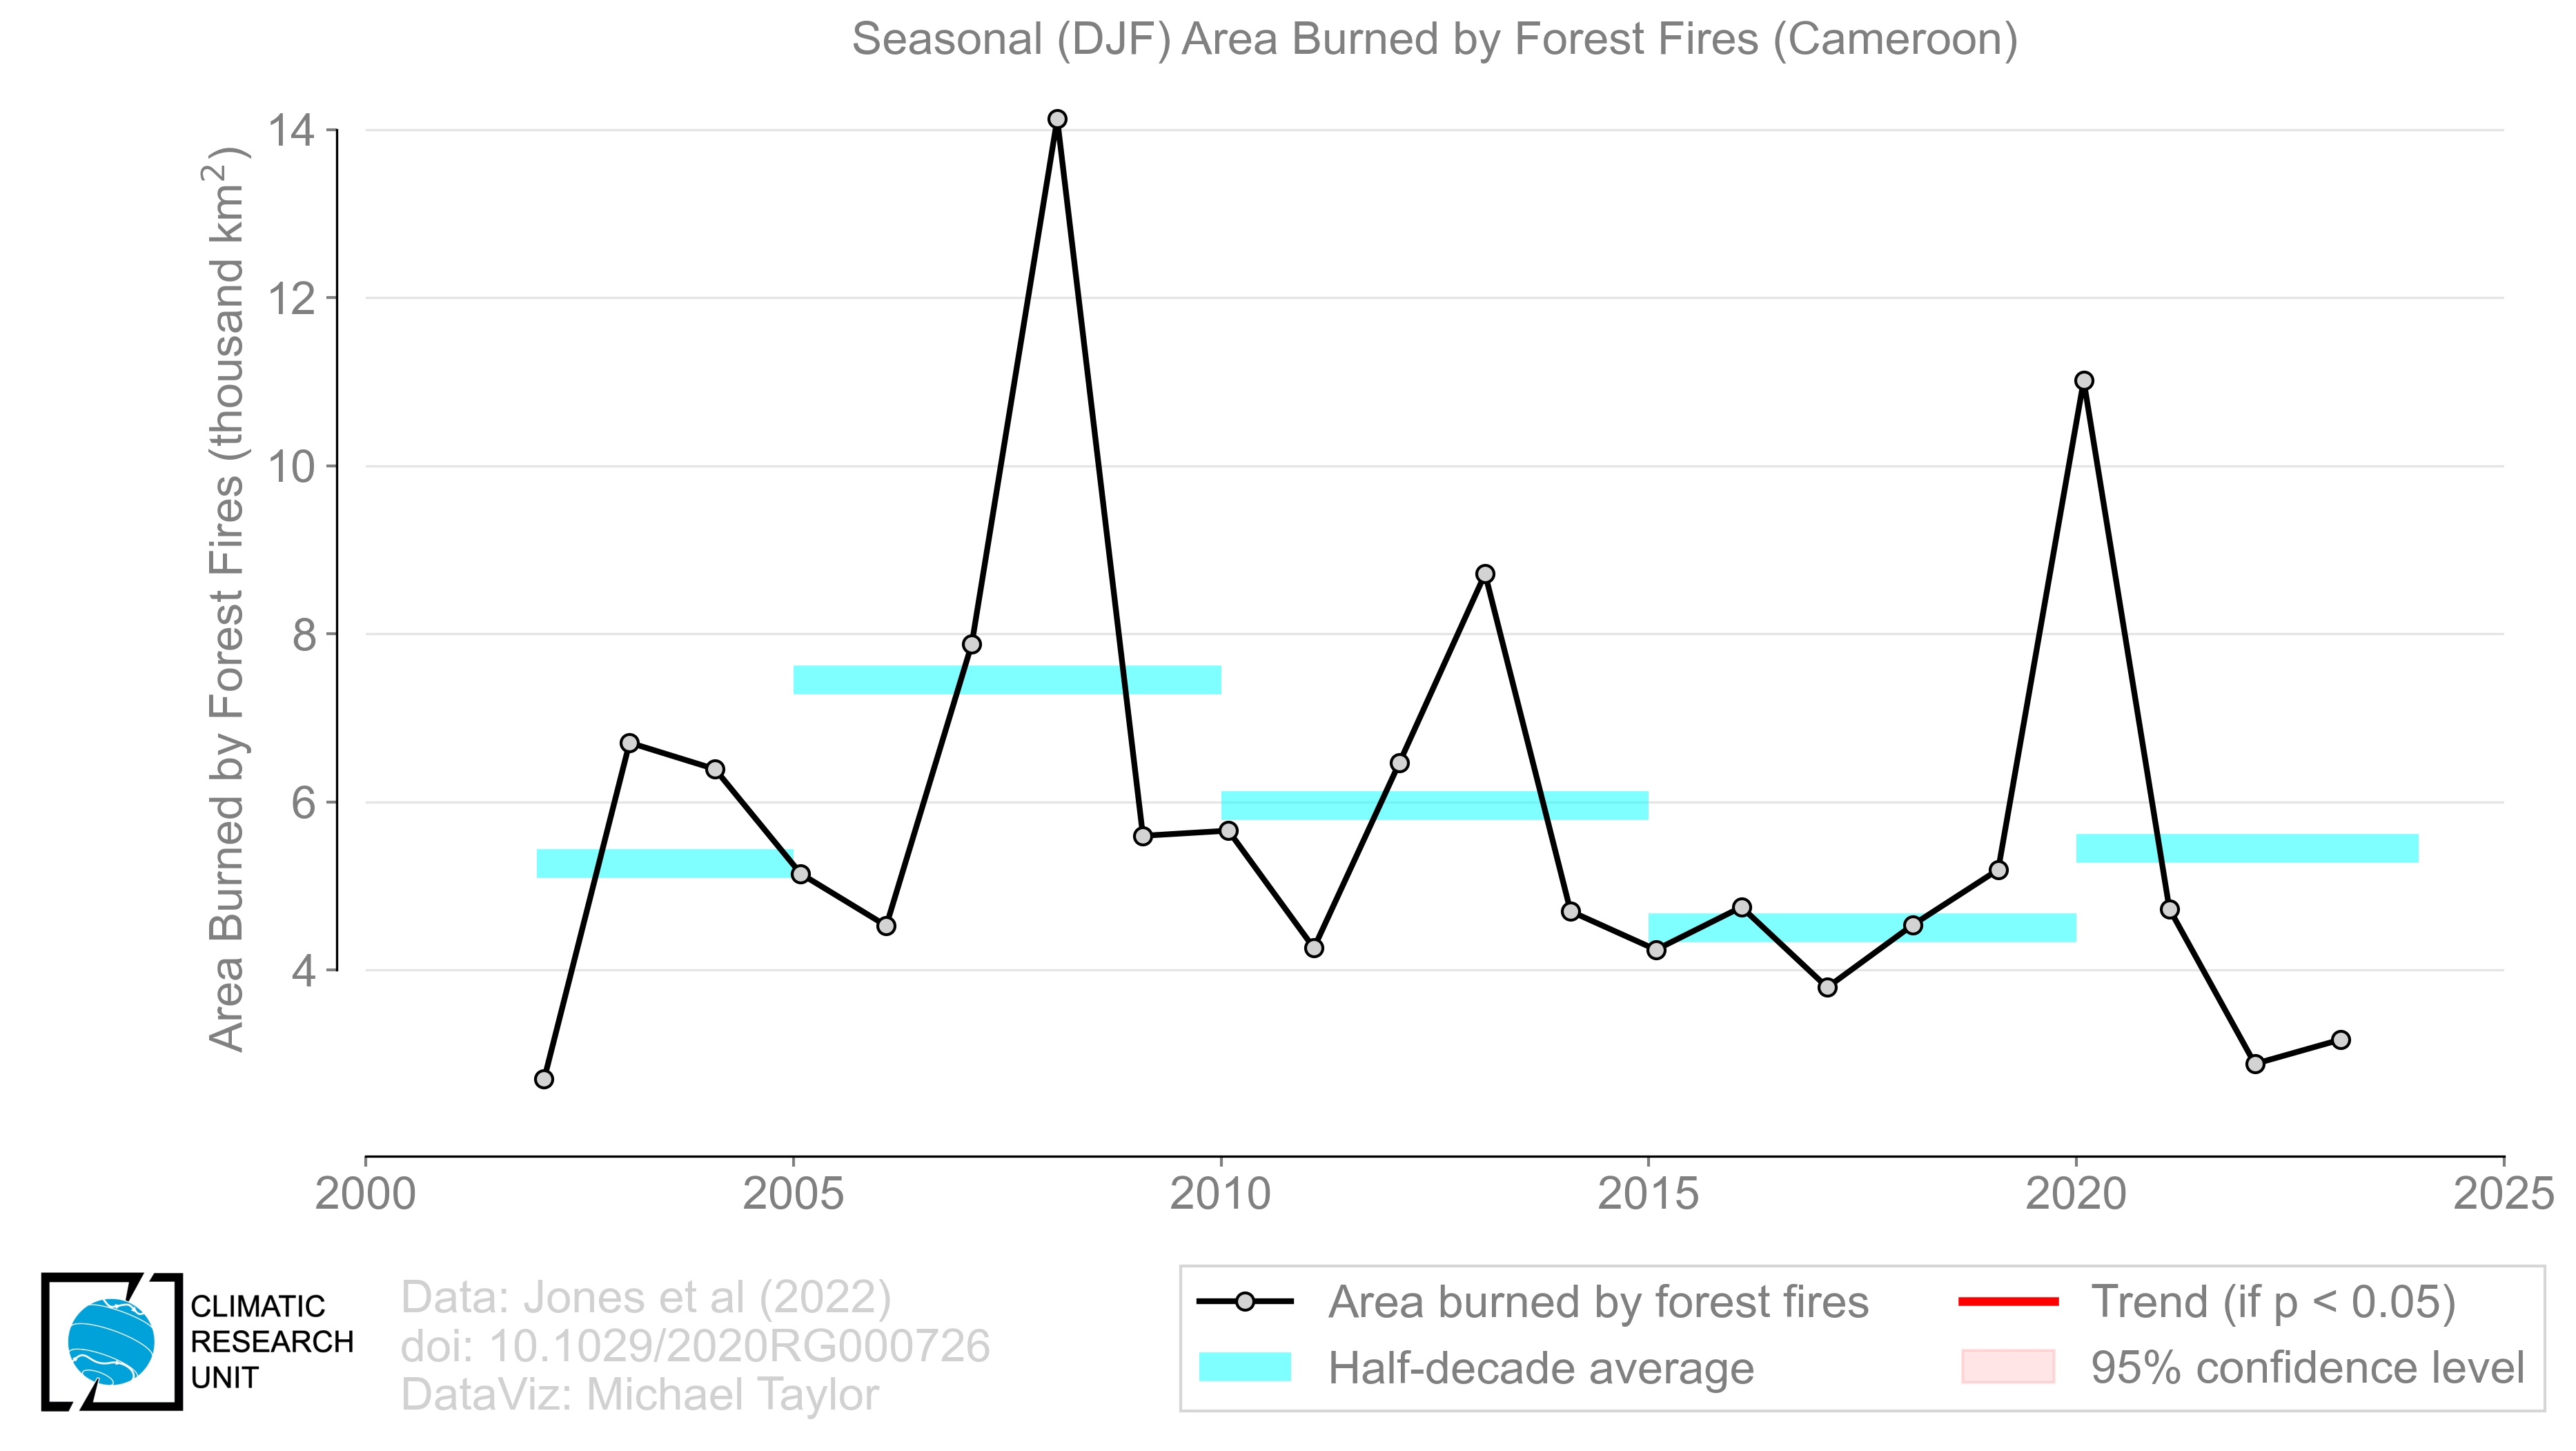 Seasonal (DJF) Area Burned by Forest Fires (Cameroon)
Area Burned by Forest Fires (thousand km²)
14
12
10
8
6
4
2000 2005 2010 2015 2020 2025
CLIMATIC
RESEARCH
UNIT
Data: Jones et al (2022)
doi: 10.1029/2020RG000726
DataViz: Michael Taylor
Area burned by forest fires
Half-decade average
Trend (if p < 0.05)
95% confidence level